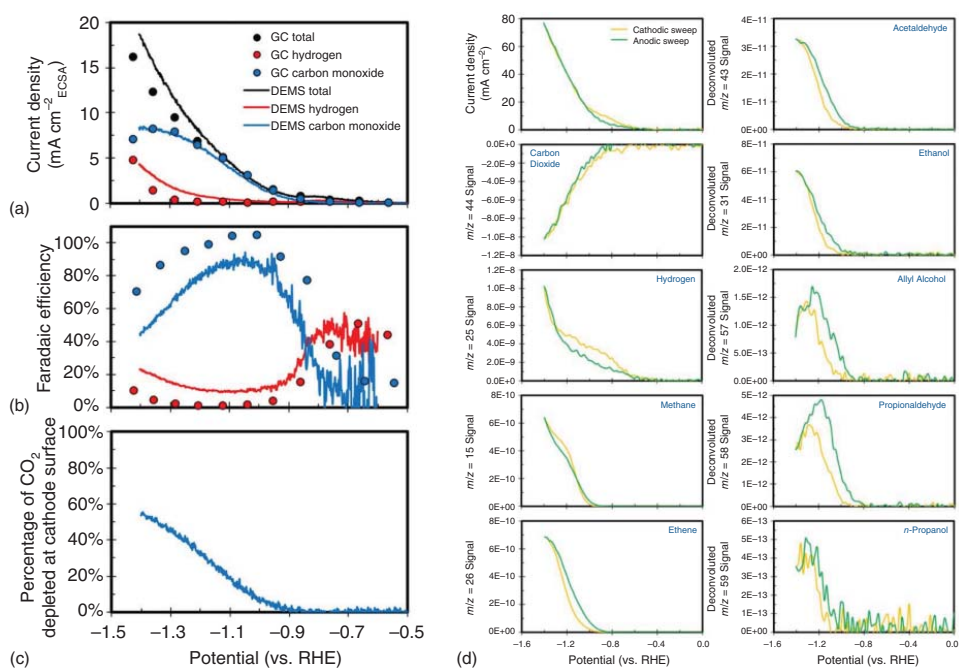 20
15
10
5
0
Current density
(mA cm−2ECSA)
GC total
GC hydrogen
GC carbon monoxide
DEMS total
DEMS hydrogen
DEMS carbon monoxide
(a)
100%
80%
60%
40%
20%
0%
Faradaic efficiency
(b)
100%
80%
60%
40%
20%
0%
Percentage of CO2
depleted at cathode surface
−1.5 −1.3 −1.1 −0.9 −0.7 −0.5
Potential (vs. RHE)
(c)
80
60
40
20
0
Current density
(mA cm−2)
Cathodic sweep
Anodic sweep
0.0E+0
−2.0E−9
−4.0E−9
−6.0E−9
−8.0E−9
−1.0E−8
−1.2E−8
m/z = 44 Signal
Carbon
Dioxide
1.2E−8
1.0E−8
8.0E−9
6.0E−9
4.0E−9
2.0E−9
0.0E+0
m/z = 25 Signal
Hydrogen
8E−10
6E−10
4E−10
2E−10
0E+00
m/z = 15 Signal
Methane
8E−10
6E−10
4E−10
2E−10
0E+00
m/z = 26 Signal
Ethene
−1.6 −1.2 −0.8 −0.4 0.0
Potential (vs. RHE)
4E−11
3E−11
2E−11
1E−11
0E+00
Deconvoluted
m/z = 43 Signal
Acetaldehyde
8E−11
6E−11
4E−11
2E−11
0E+00
Deconvoluted
m/z = 31 Signal
Ethanol
2.0E−12
1.5E−12
1.0E−12
5.0E−13
0.0E+0
Deconvoluted
m/z = 57 Signal
Allyl Alcohol
5E−12
4E−12
3E−12
2E−12
1E−12
0E+00
Deconvoluted
m/z = 58 Signal
Propionaldehyde
6E−13
5E−13
4E−13
3E−13
2E−13
1E−13
0E+00
Deconvoluted
m/z = 59 Signal
n-Propanol
−1.6 −1.2 −0.8 −0.4 0.0
Potential (vs. RHE)
(d)